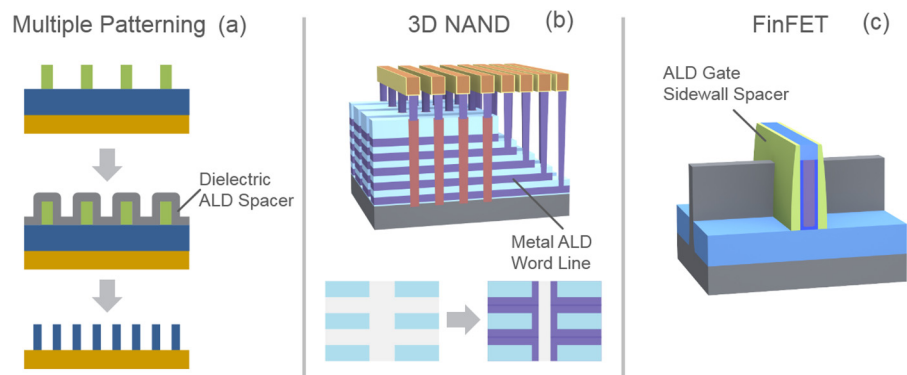 Multiple Patterning (a)
Dielectric
ALD Spacer
3D NAND (b)
Metal ALD
Word Line
FinFET (c)
ALD Gate
Sidewall Spacer